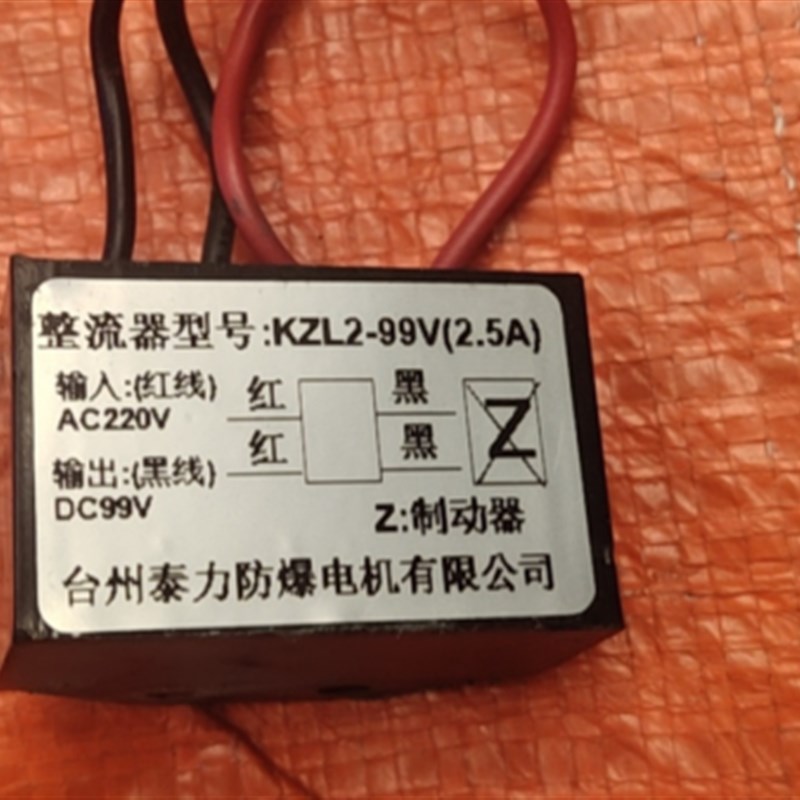 整流器型号:KZL2-99V(2.5A)
输入:(红线)
AC220V
红
黑
红
黑
Z
输出:(黑线)
DC99V
Z:制动器
台州泰力防爆电机有限公司